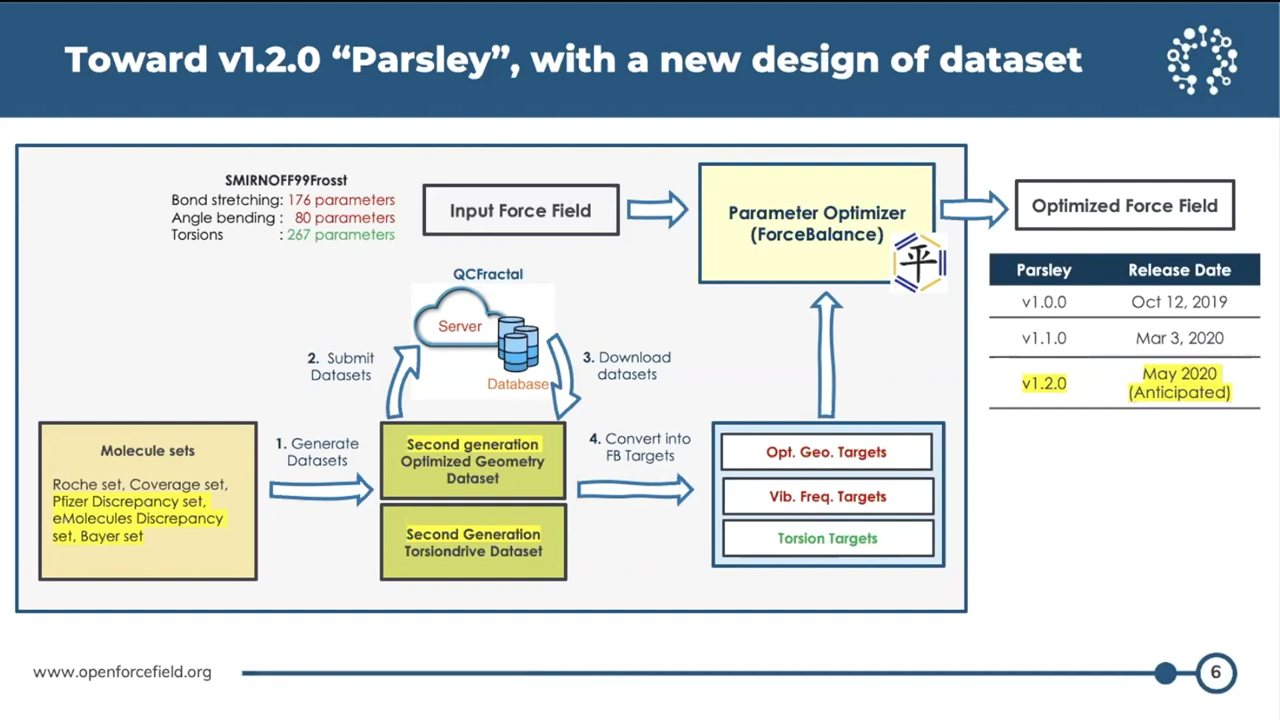 Toward v1.2.0 “Parsley”, with a new design of dataset
SMIRNOFF99Frosst
Bond stretching: 176 parameters
Angle bending : 80 parameters
Torsions : 267 parameters
Input Force Field
Parameter Optimizer
(ForceBalance)
平
Optimized Force Field
Parsley Release Date
v1.0.0 Oct 12, 2019
v1.1.0 Mar 3, 2020
v1.2.0 May 2020
(Anticipated)
QCFractal
Server
Database
2. Submit
Datasets
3. Download
datasets
Molecule sets
Roche set, Coverage set,
Pfizer Discrepancy set,
eMolecules Discrepancy
set, Bayer set
1. Generate
Datasets
Second generation
Optimized Geometry
Dataset
Second Generation
Torsiondrive Dataset
4. Convert into
FB Targets
Opt. Geo. Targets
Vib. Freq. Targets
Torsion Targets
www.openforcefield.org
6